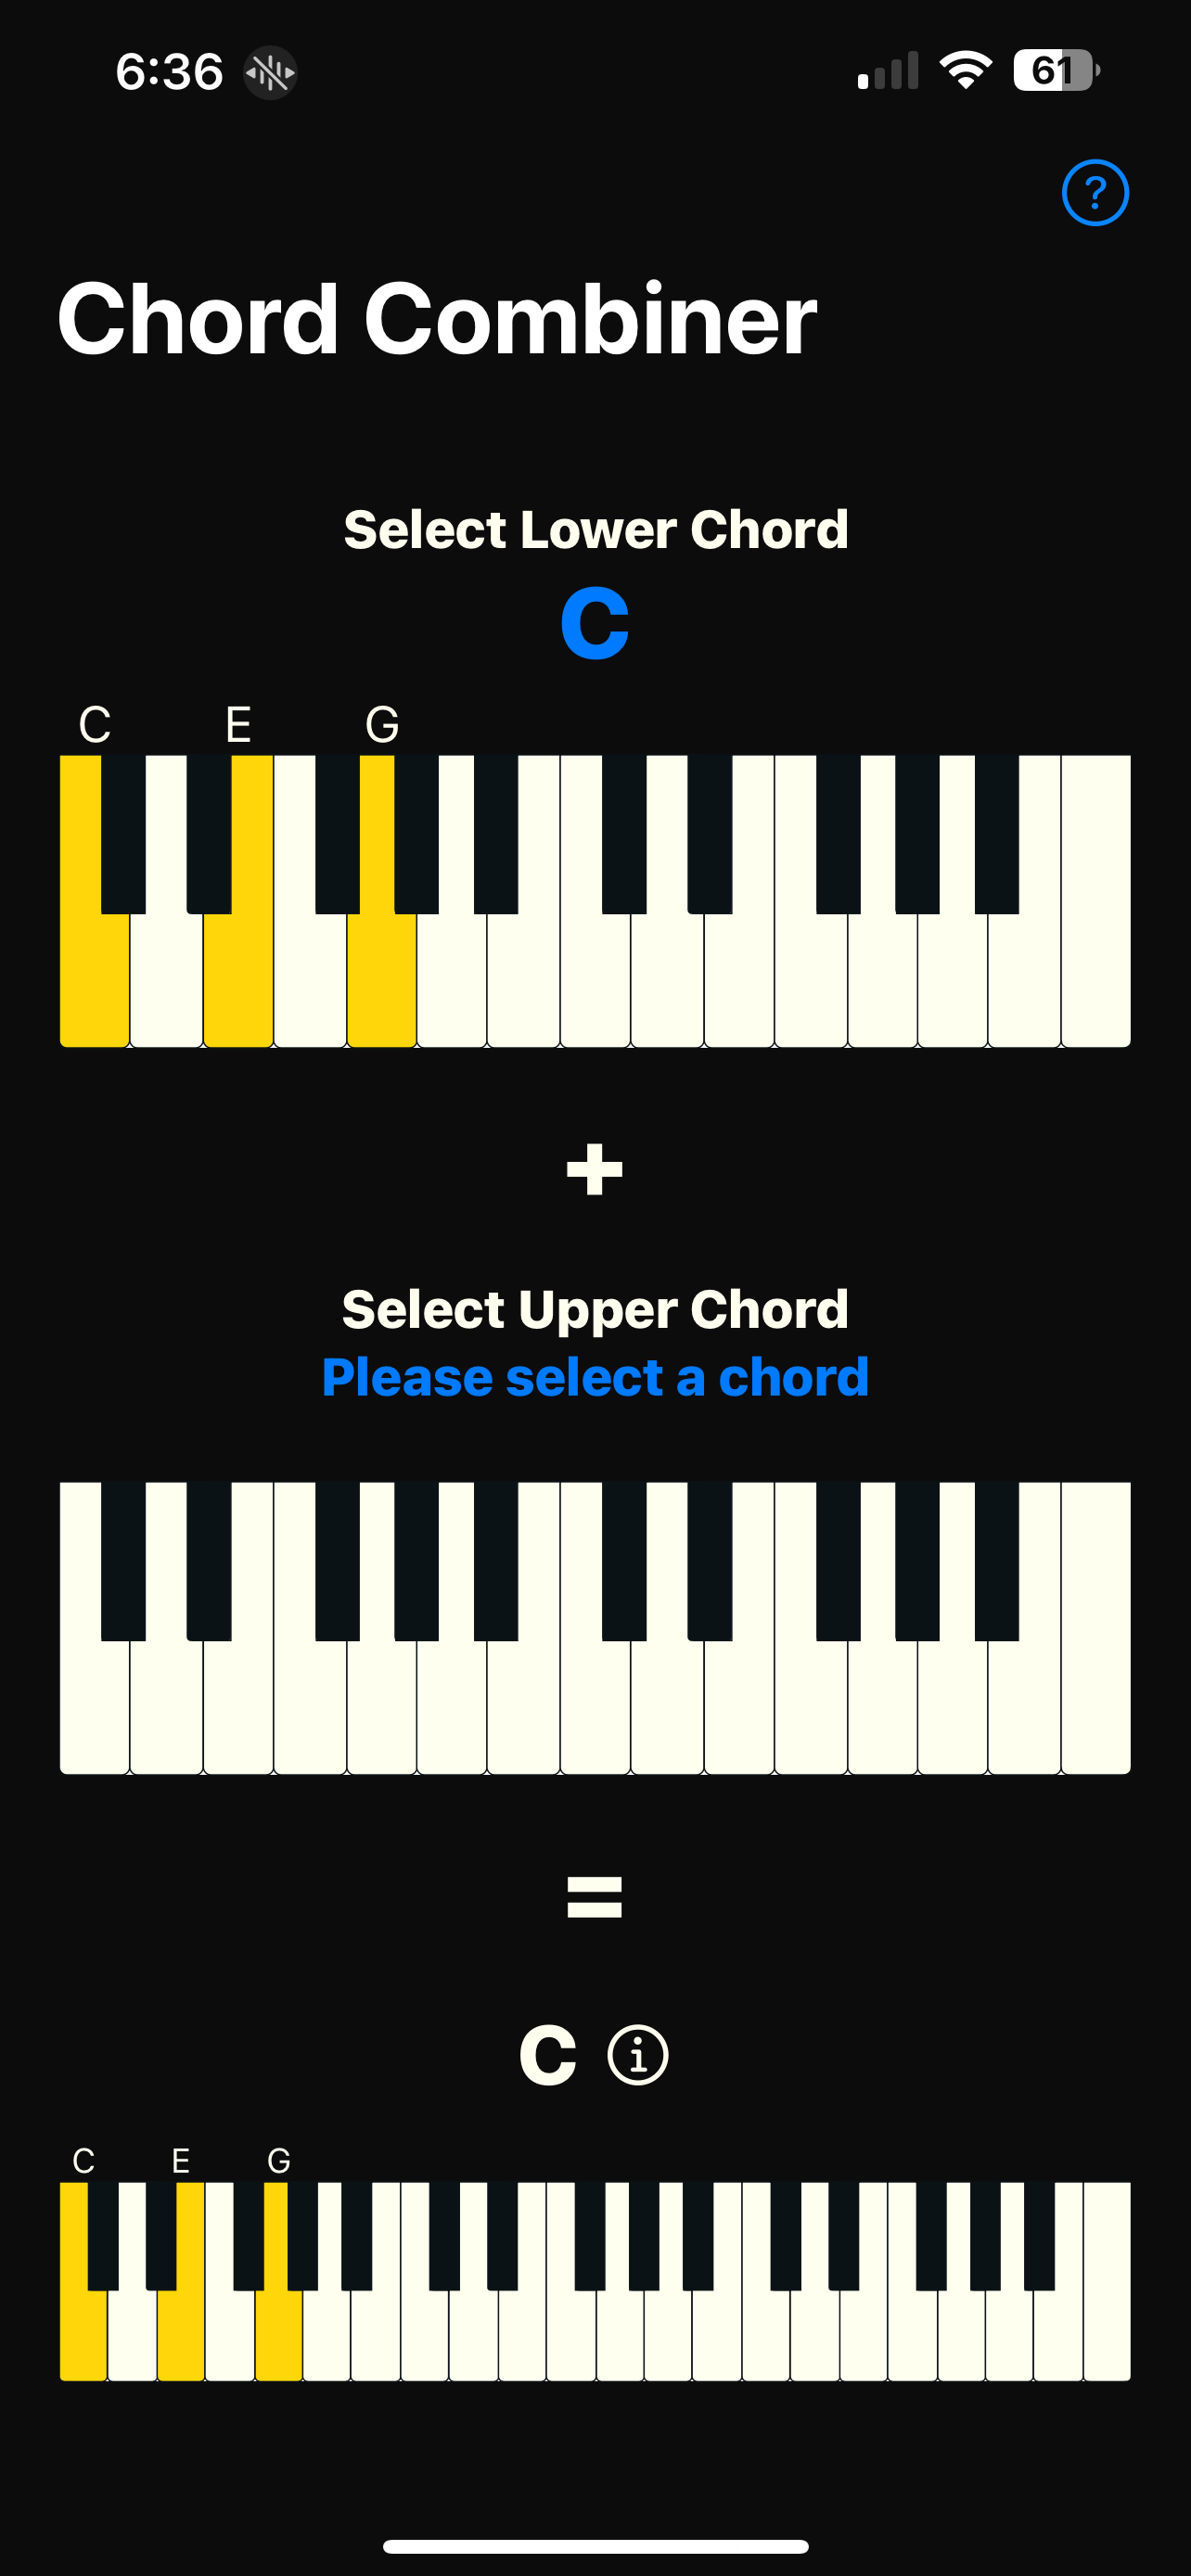 6:36
61
?
Chord Combiner
Select Lower Chord
C
C E G
+
Select Upper Chord
Please select a chord
=
C i
C E G